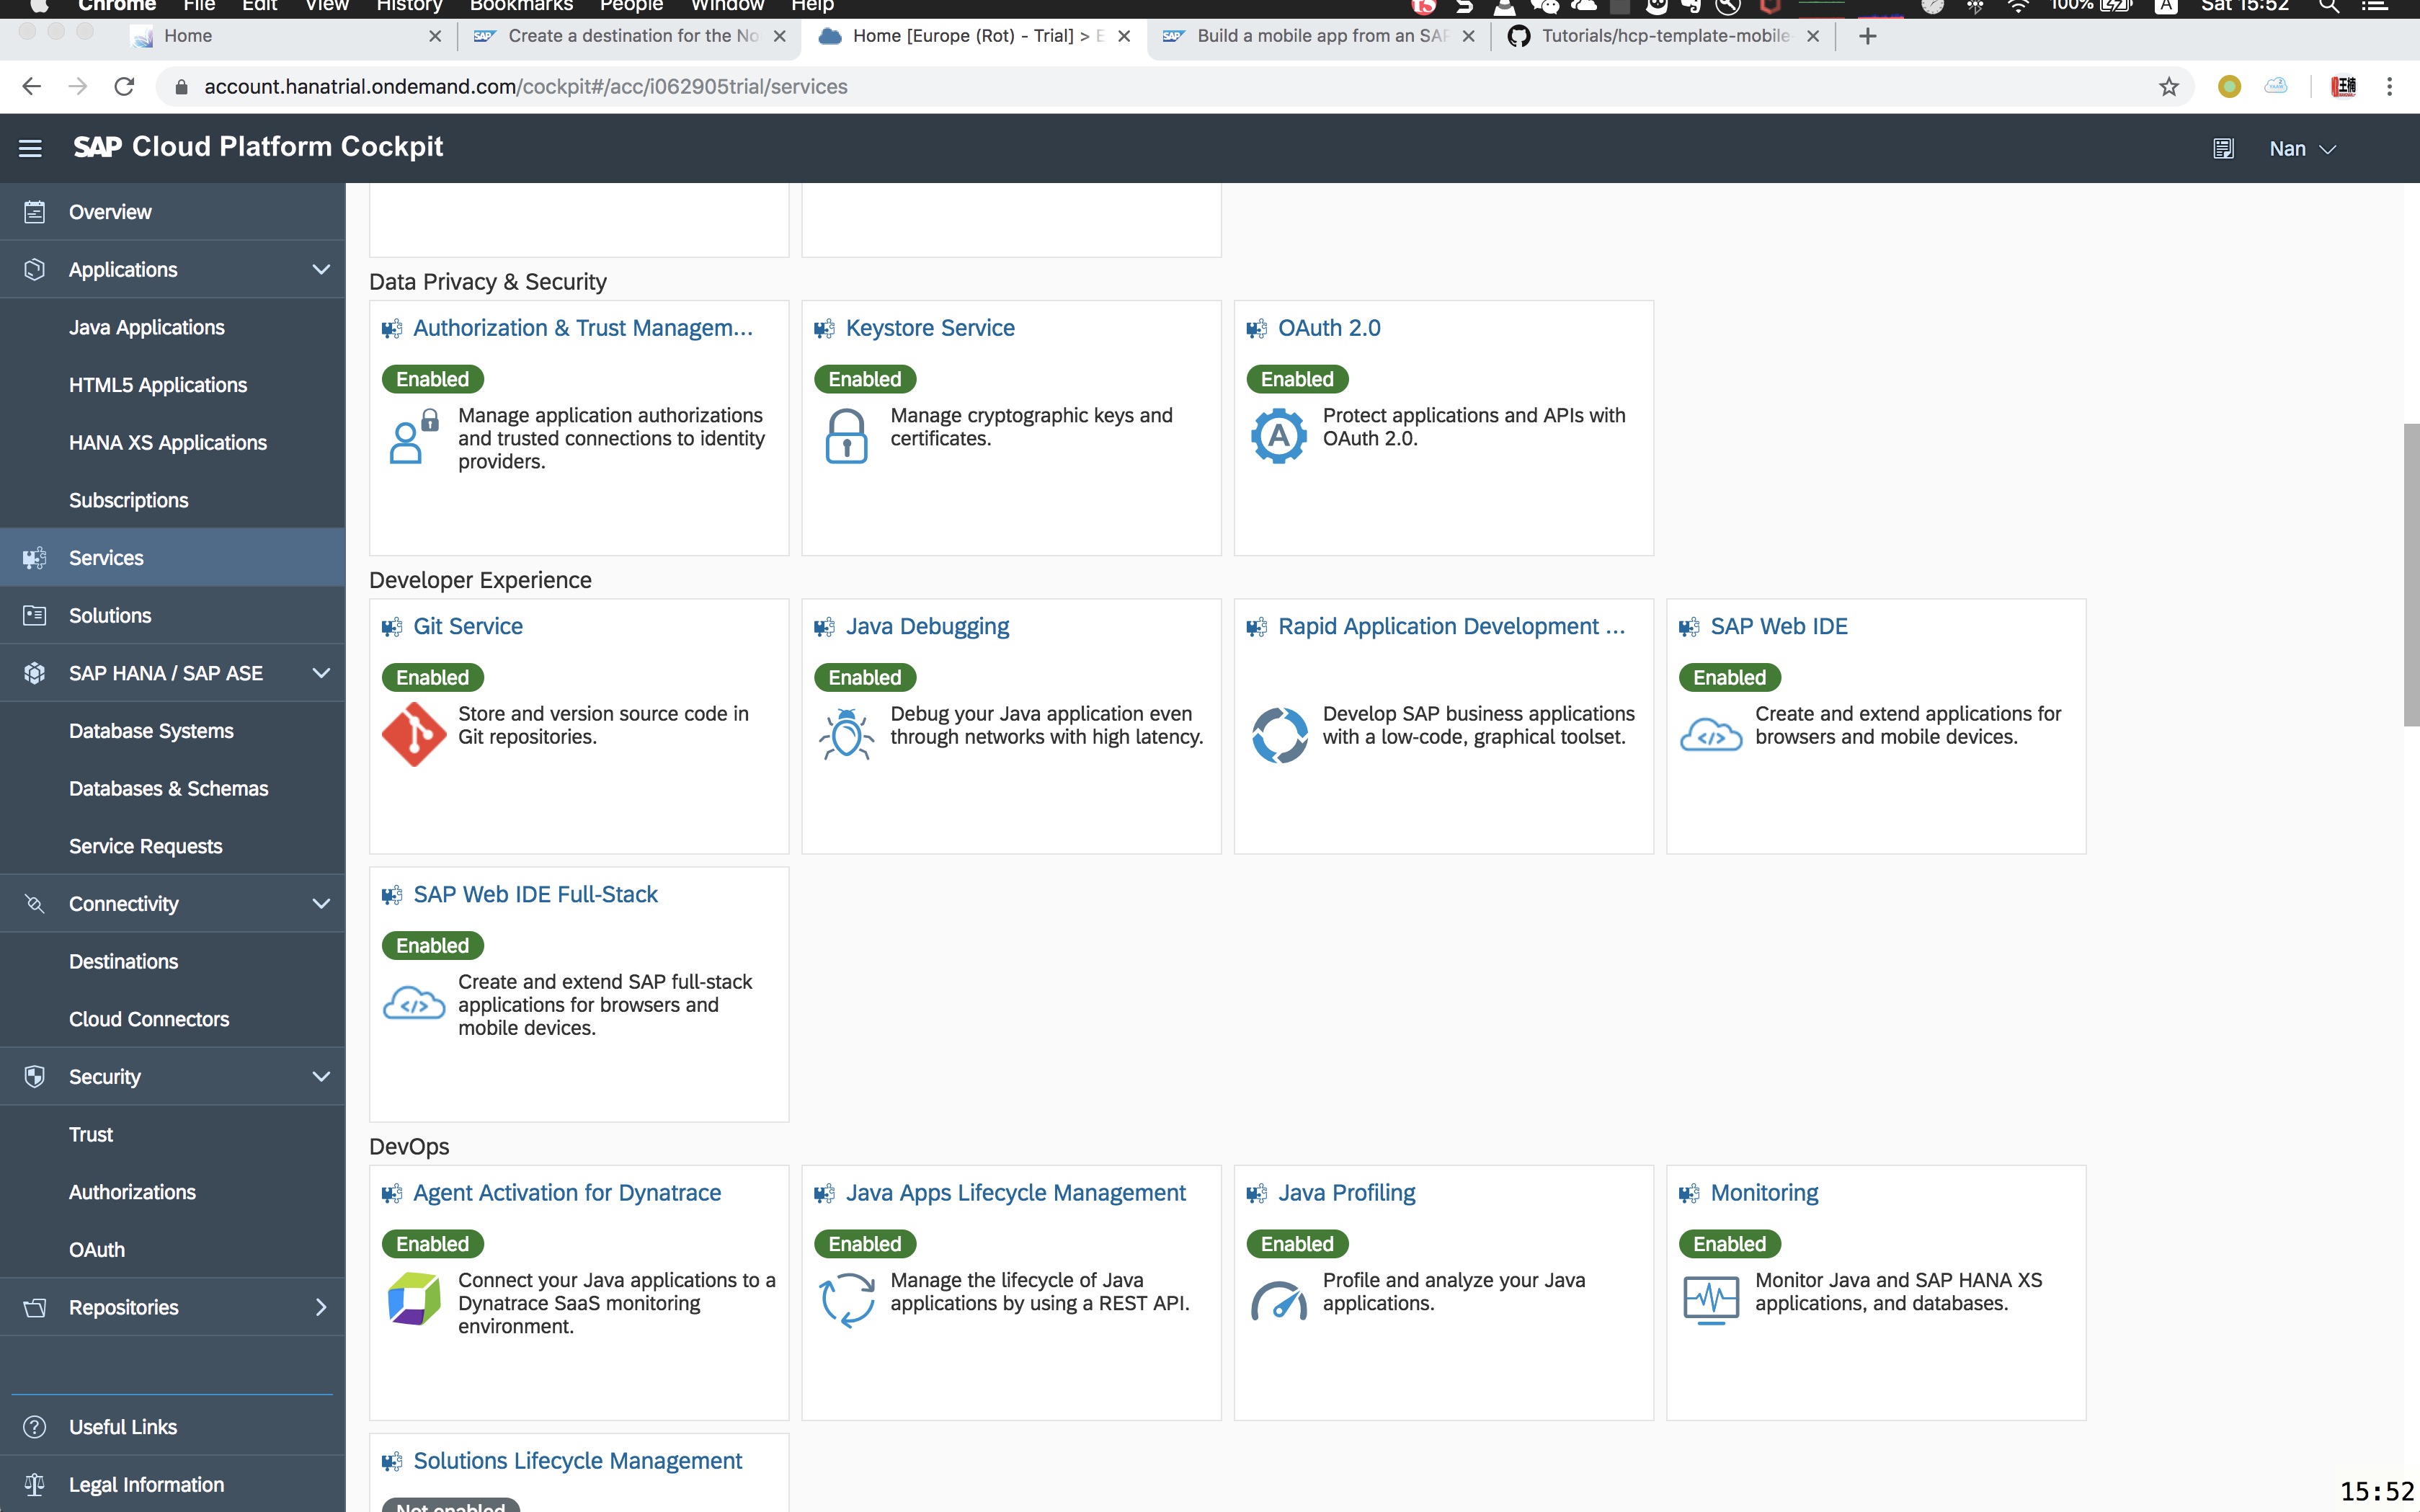 Chrome File Edit View History Bookmarks People Window Help 100% A Sat 15:52
Home
Create a destination for the No
Home [Europe (Rot) - Trial] > E
Build a mobile app from an SAP
Tutorials/hcp-template-mobile-
account.hanatrial.ondemand.com/cockpit#/acc/i062905trial/services
SAP Cloud Platform Cockpit
Nan
Overview
Applications
Java Applications
HTML5 Applications
HANA XS Applications
Subscriptions
Services
Solutions
SAP HANA / SAP ASE
Database Systems
Databases & Schemas
Service Requests
Connectivity
Destinations
Cloud Connectors
Security
Trust
Authorizations
OAuth
Repositories
Useful Links
Legal Information
Data Privacy & Security
Authorization & Trust Managem...
Enabled
Manage application authorizations
and trusted connections to identity
providers.
Keystore Service
Enabled
Manage cryptographic keys and
certificates.
OAuth 2.0
Enabled
Protect applications and APIs with
OAuth 2.0.
Developer Experience
Git Service
Enabled
Store and version source code in
Git repositories.
Java Debugging
Enabled
Debug your Java application even
through networks with high latency.
Rapid Application Development ...
Develop SAP business applications
with a low-code, graphical toolset.
SAP Web IDE
Enabled
Create and extend applications for
browsers and mobile devices.
SAP Web IDE Full-Stack
Enabled
Create and extend SAP full-stack
applications for browsers and
mobile devices.
DevOps
Agent Activation for Dynatrace
Enabled
Connect your Java applications to a
Dynatrace SaaS monitoring
environment.
Java Apps Lifecycle Management
Enabled
Manage the lifecycle of Java
applications by using a REST API.
Java Profiling
Enabled
Profile and analyze your Java
applications.
Monitoring
Enabled
Monitor Java and SAP HANA XS
applications, and databases.
Solutions Lifecycle Management
Not enabled
15:52